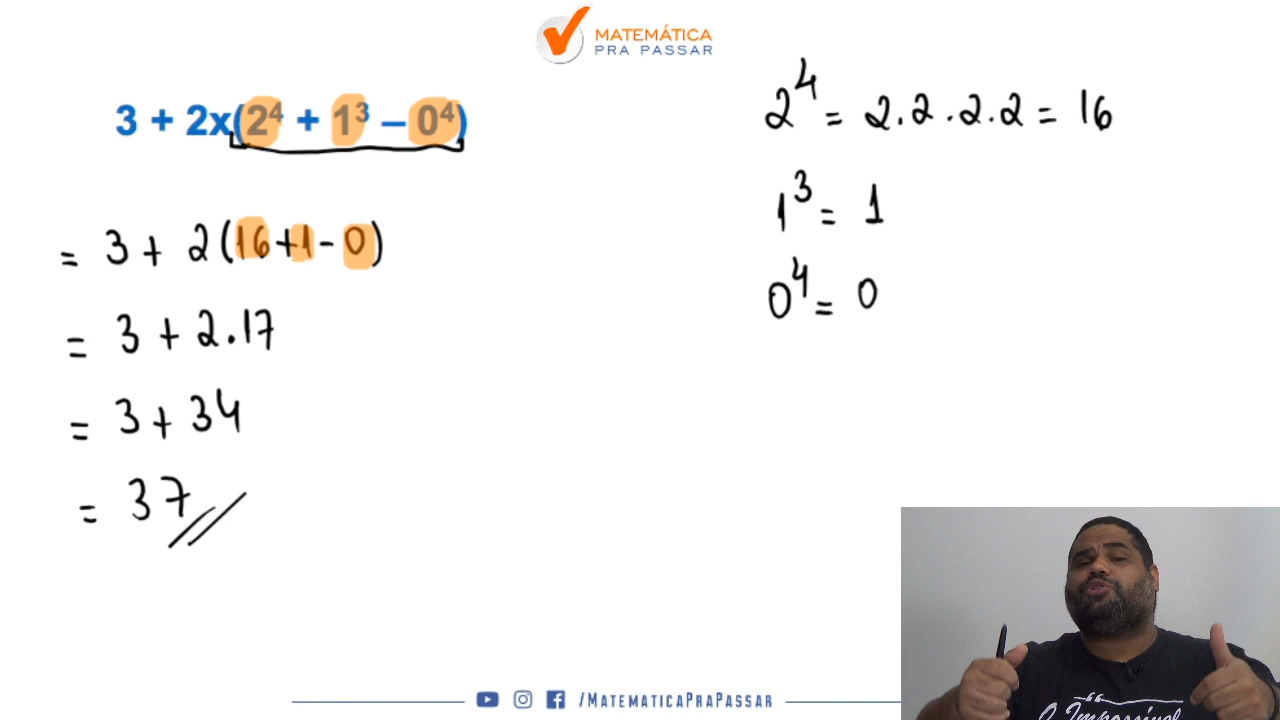 MATEMÁTICA
PRA PASSAR
3 + 2x(2⁴ + 1³ – 0⁴)
= 3 + 2(16+1-0)
= 3 + 2.17
= 3 + 34
= 37
2⁴ = 2.2.2.2 = 16
1³ = 1
0⁴ = 0
“
O Impossível
/MATEMATICAPRAPASSAR